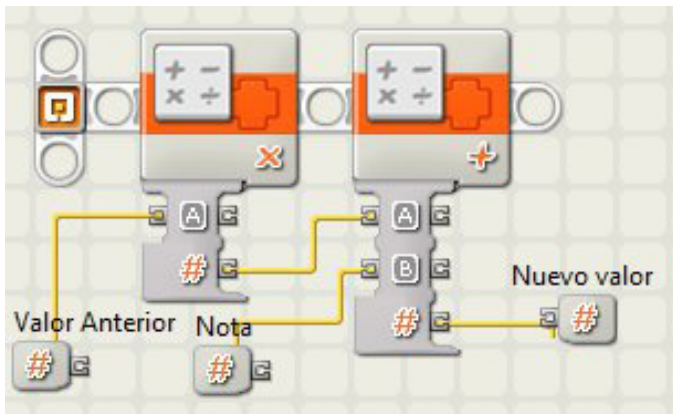 + -
× ÷
×
+ -
× ÷
+
A
A
#
B
Nuevo valor
#
#
Valor Anterior
Nota
#
#